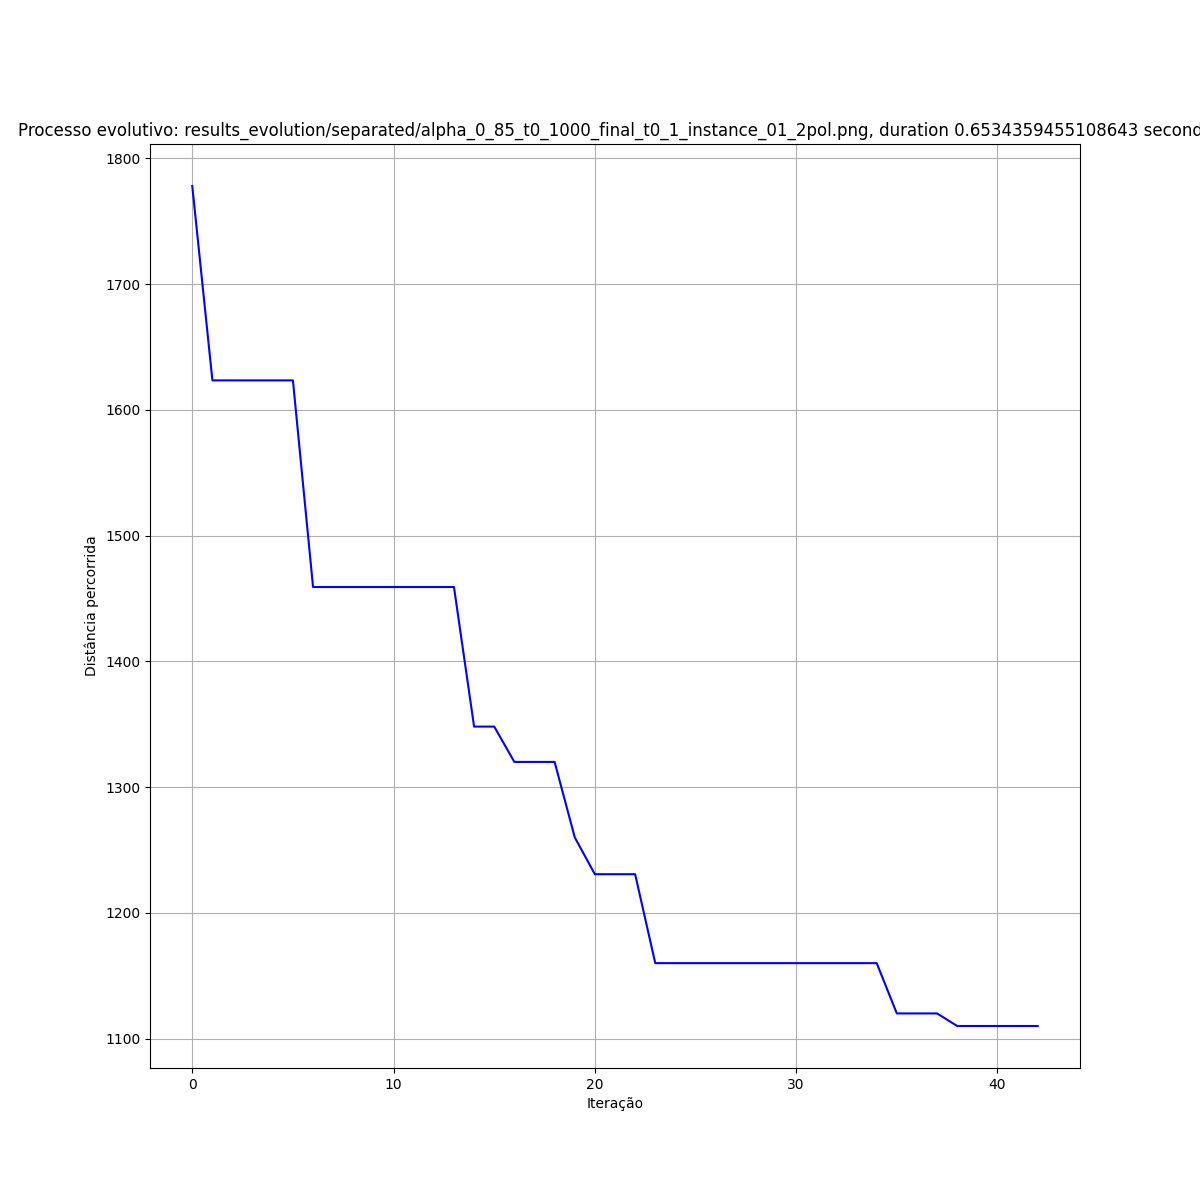 Processo evolutivo: results_evolution/separated/alpha_0_85_t0_1000_final_t0_1_instance_01_2pol.png, duration 0.6534359455108643 second
1800
1700
1600
1500
1400
1300
1200
1100
Distância percorrida
0 10 20 30 40
Iteração